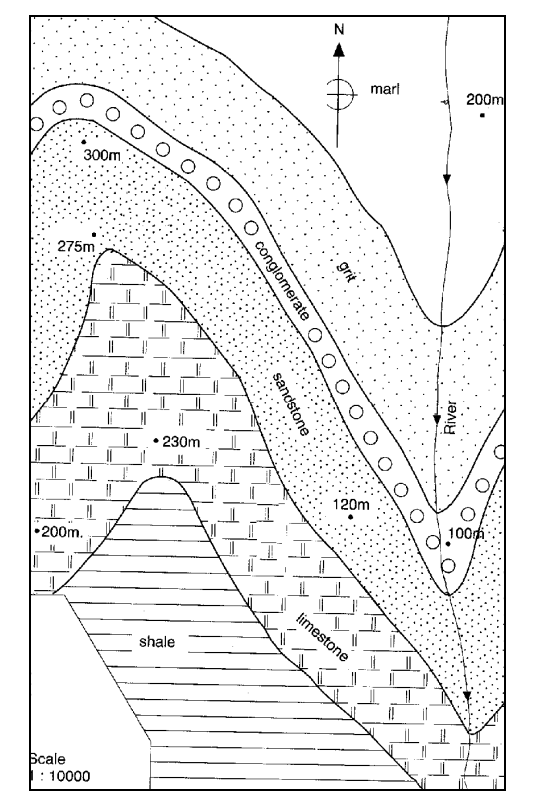 N
marl
200m
300m
275m
grit
conglomerate
sandstone
River
230m
120m
200m.
100m
limestone
shale
Scale
1 : 10000